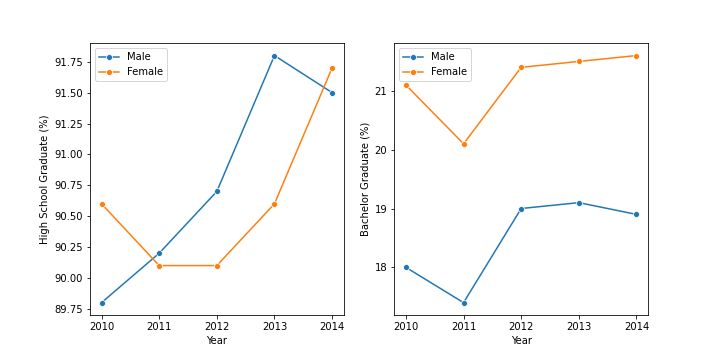 Male
Female
High School Graduate (%)
91.75
91.50
91.25
91.00
90.75
90.50
90.25
90.00
89.75
2010 2011 2012 2013 2014
Year
Male
Female
Bachelor Graduate (%)
21
20
19
18
2010 2011 2012 2013 2014
Year